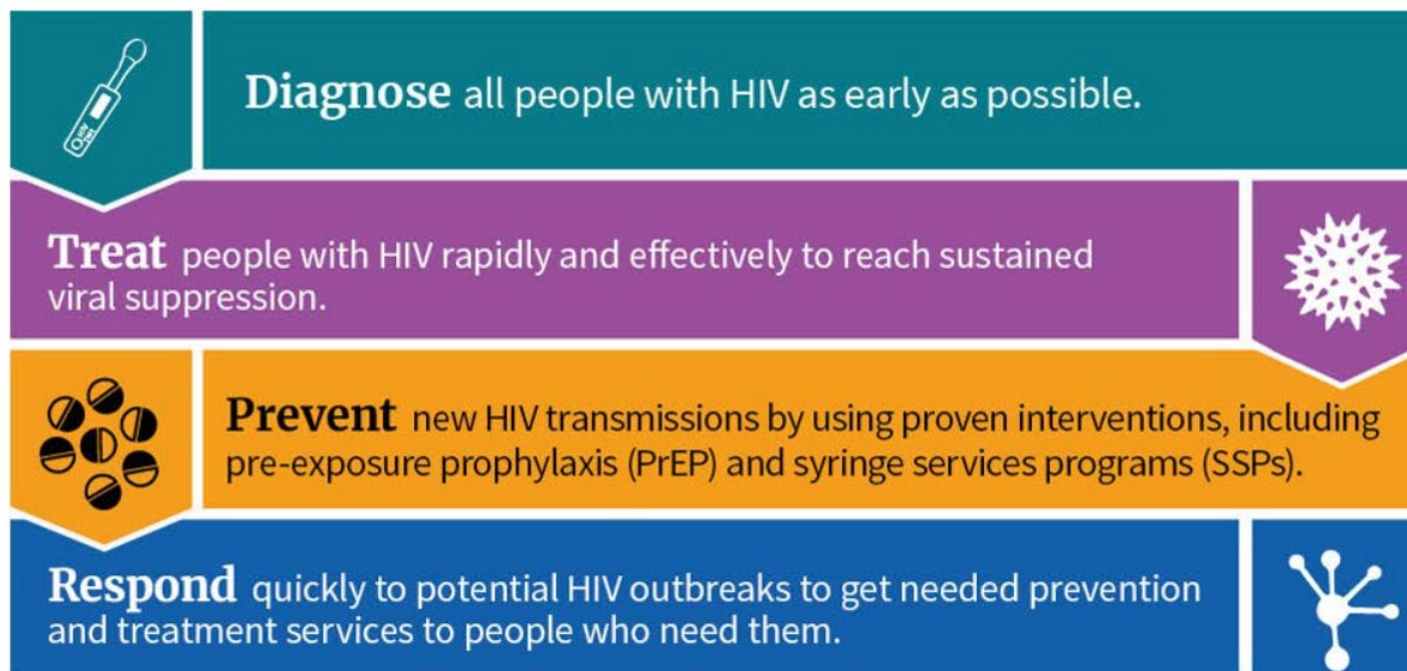 Diagnose all people with HIV as early as possible.
Treat people with HIV rapidly and effectively to reach sustained
viral suppression.
Prevent new HIV transmissions by using proven interventions, including
pre-exposure prophylaxis (PrEP) and syringe services programs (SSPs).
Respond quickly to potential HIV outbreaks to get needed prevention
and treatment services to people who need them.